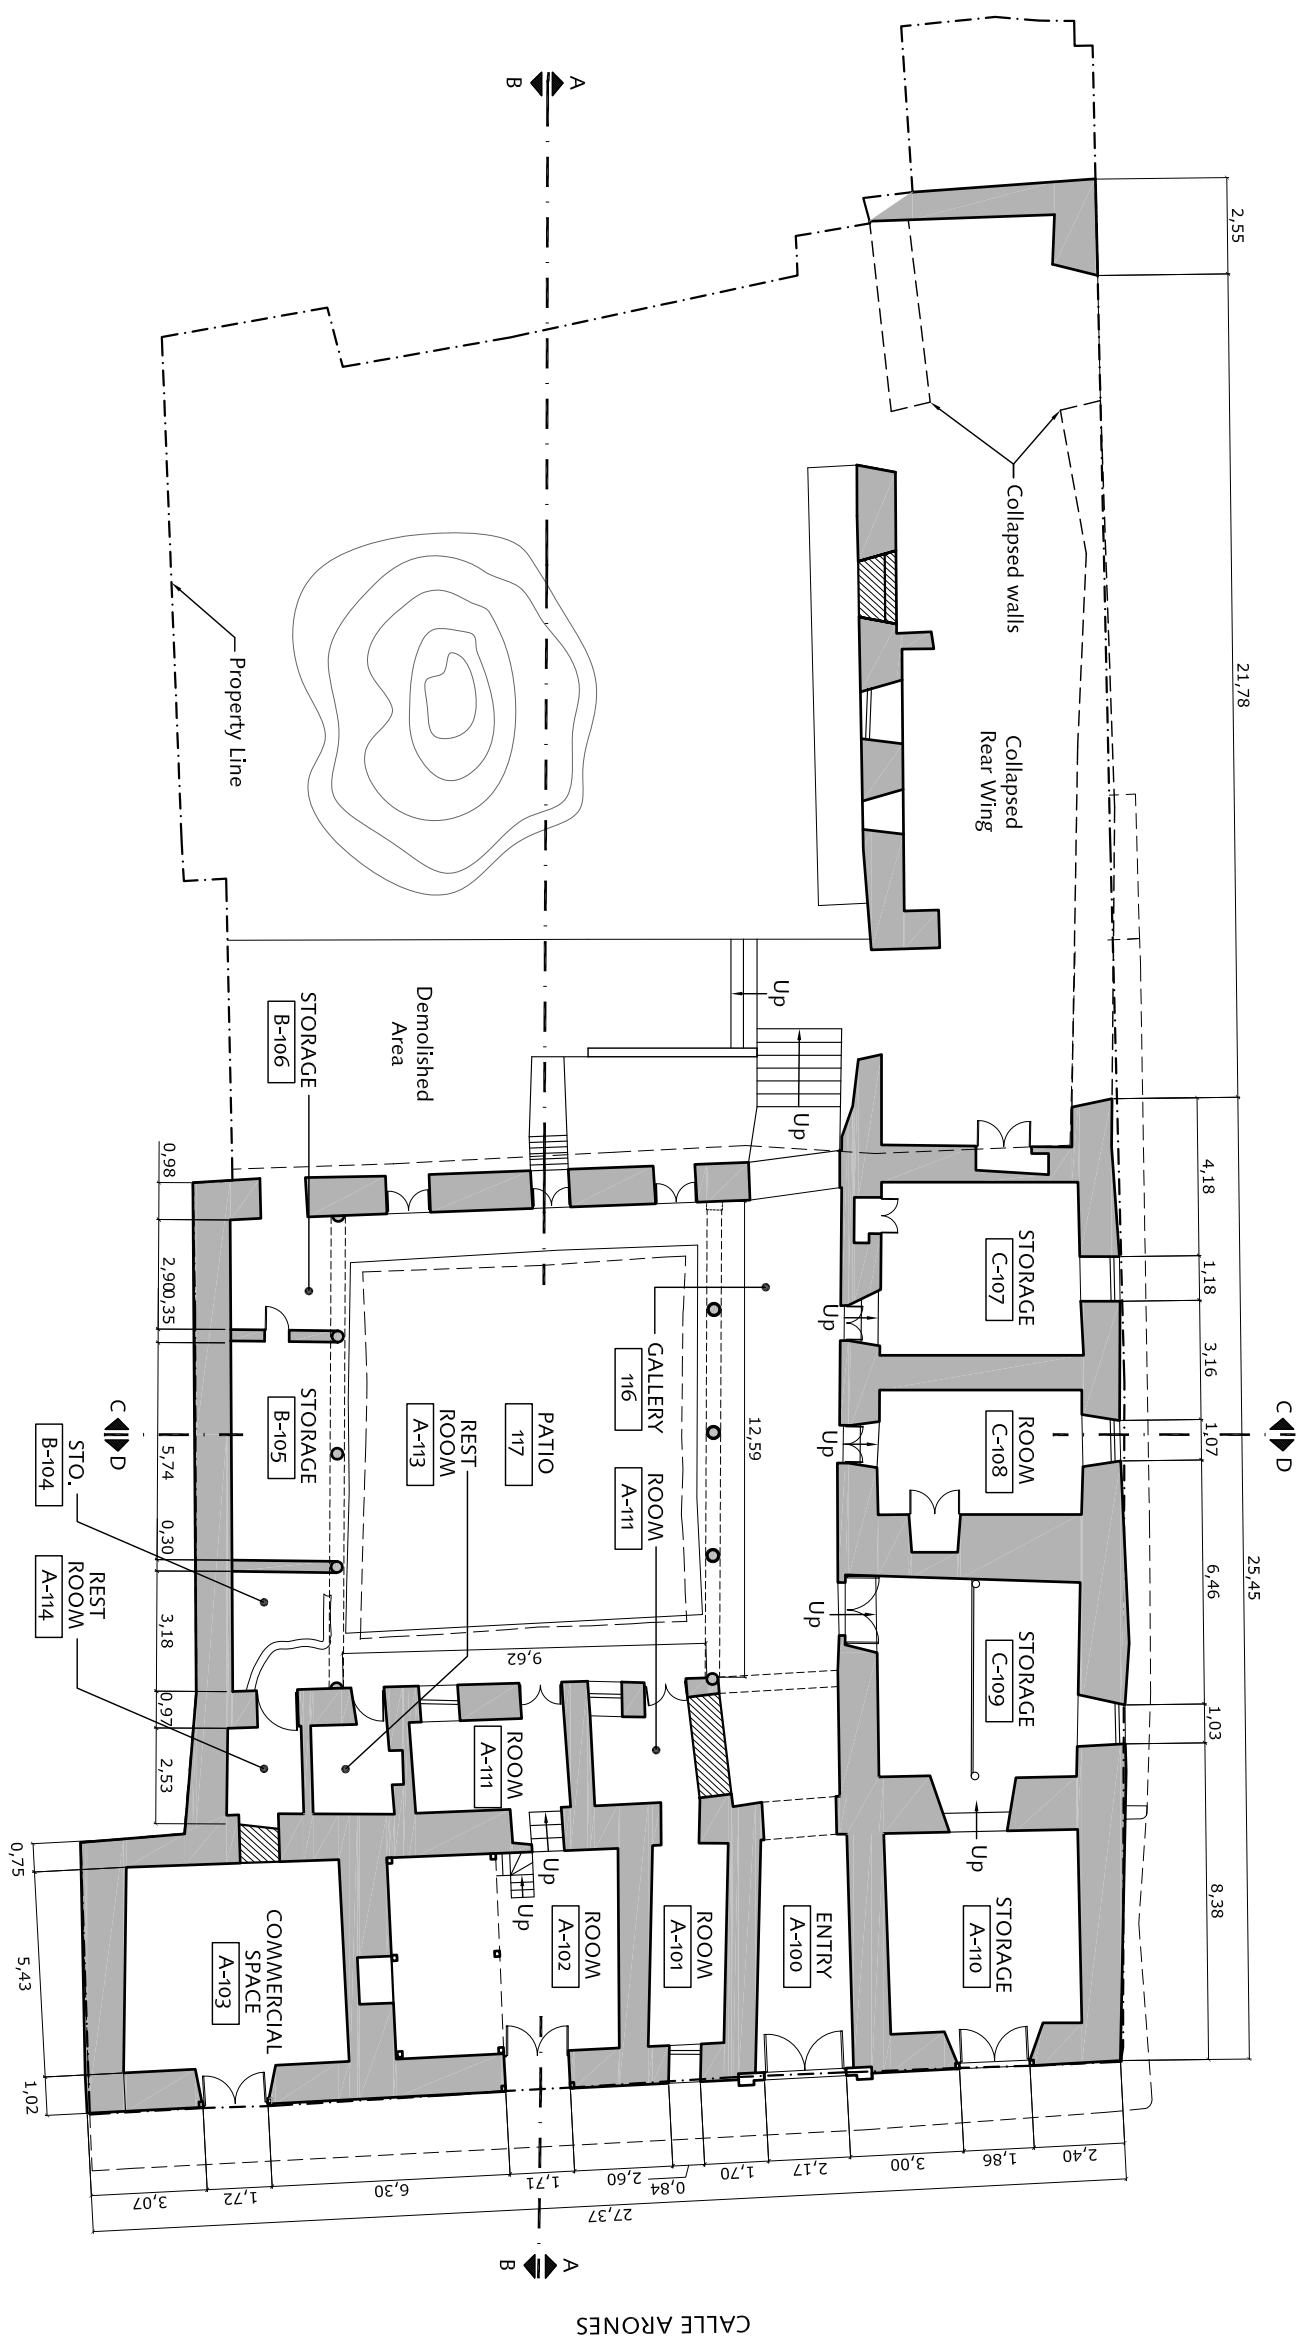 A
B
2,55
21,78
25,45
Collapsed walls
Collapsed
Rear Wing
Property Line
Up
Up
Demolished
Area
STORAGE
B-106
0,98
2,90
0,35
5,74
0,30
3,18
0,97
2,53
0,75
5,43
1,02
4,18
1,18
3,16
1,07
6,46
1,03
8,38
STORAGE
C-107
Up
ROOM
C-108
Up
STORAGE
C-109
Up
Up
STORAGE
A-110
GALLERY
116
12,59
ROOM
A-111
PATIO
117
REST
ROOM
A-113
9,62
STORAGE
B-105
C
D
C
D
STO.
B-104
REST
ROOM
A-114
ROOM
A-111
Up
Up
ROOM
A-102
ROOM
A-101
ENTRY
A-100
COMMERCIAL
SPACE
A-103
3,07
1,72
6,30
1,71
2,60
0,84
1,70
2,17
3,00
1,86
2,40
27,37
A
B
CALLE ARONES